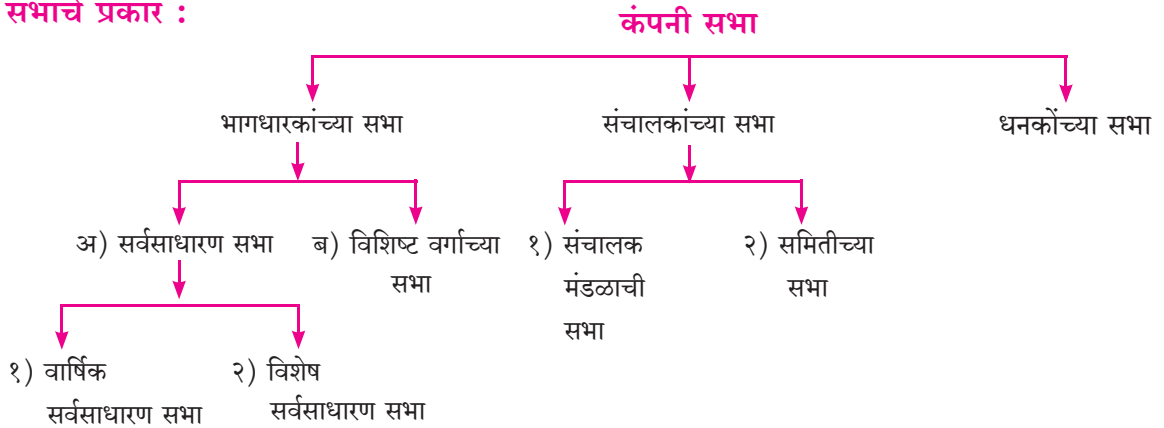 सभाचे प्रकार :
कंपनी सभा
भागधारकांच्या सभा
संचालकांच्या सभा
धनकोंच्या सभा
अ) सर्वसाधारण सभा
ब) विशिष्ट वर्गाच्या
सभा
१) संचालक
मंडळाची
सभा
२) समितीच्या
सभा
१) वार्षिक
सर्वसाधारण सभा
२) विशेष
सर्वसाधारण सभा